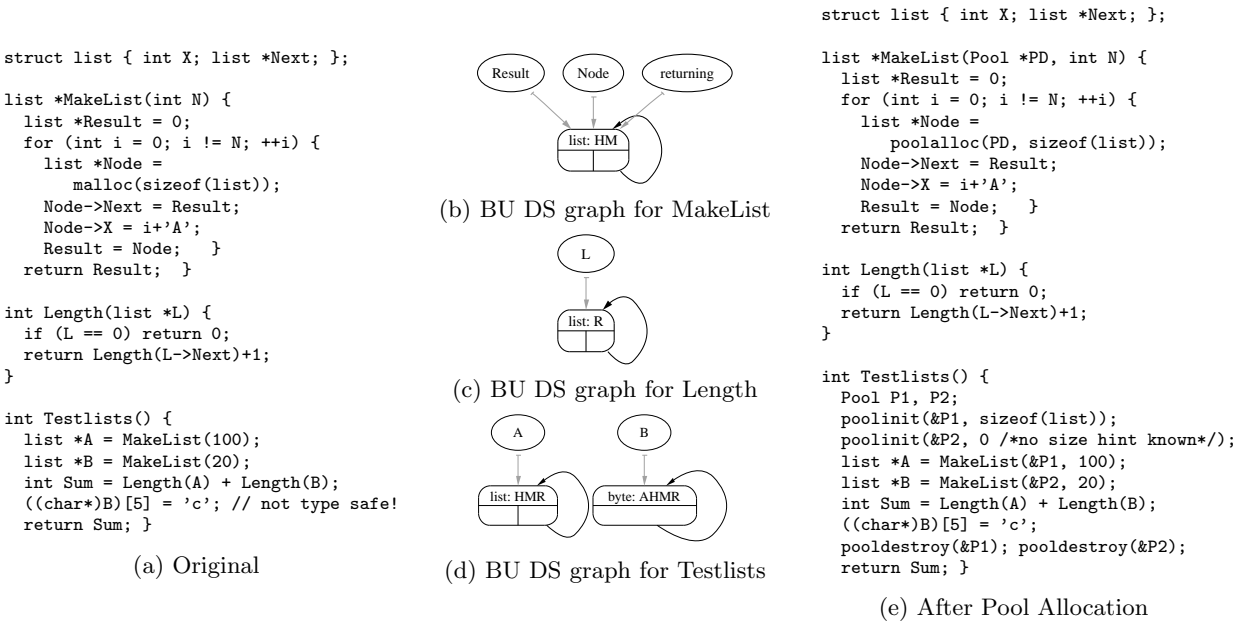 struct list { int X; list *Next; };
list *MakeList(int N) {
list *Result = 0;
for (int i = 0; i != N; ++i) {
list *Node =
malloc(sizeof(list));
Node->Next = Result;
Node->X = i+'A';
Result = Node; }
return Result; }
int Length(list *L) {
if (L == 0) return 0;
return Length(L->Next)+1;
}
int Testlists() {
list *A = MakeList(100);
list *B = MakeList(20);
int Sum = Length(A) + Length(B);
((char*)B)[5] = 'c'; // not type safe!
return Sum; }
(a) Original
Result Node returning
list: HM
(b) BU DS graph for MakeList
L
list: R
(c) BU DS graph for Length
A B
list: HMR byte: AHMR
(d) BU DS graph for Testlists
struct list { int X; list *Next; };
list *MakeList(Pool *PD, int N) {
list *Result = 0;
for (int i = 0; i != N; ++i) {
list *Node =
poolalloc(PD, sizeof(list));
Node->Next = Result;
Node->X = i+'A';
Result = Node; }
return Result; }
int Length(list *L) {
if (L == 0) return 0;
return Length(L->Next)+1;
}
int Testlists() {
Pool P1, P2;
poolinit(&P1, sizeof(list));
poolinit(&P2, 0 /*no size hint known*/);
list *A = MakeList(&P1, 100);
list *B = MakeList(&P2, 20);
int Sum = Length(A) + Length(B);
((char*)B)[5] = 'c';
pooldestroy(&P1); pooldestroy(&P2);
return Sum; }
(e) After Pool Allocation